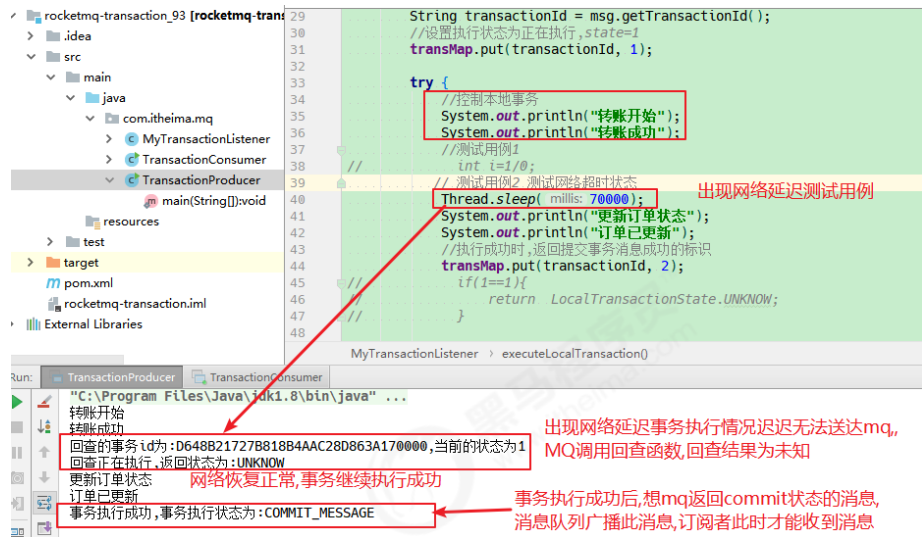 rocketmq-transaction_93 [rocketmq-trans
.idea
src
main
java
com.itheima.mq
MyTransactionListener
TransactionConsumer
TransactionProducer
main(String[]):void
resources
test
target
pom.xml
rocketmq-transaction.iml
External Libraries
29 String transactionId = msg.getTransactionId();
30 //设置执行状态为正在执行,state=1
31 transMap.put(transactionId, 1);
32
33 try {
34 //控制本地事务
35 System.out.println("转账开始");
36 System.out.println("转账成功");
37 //测试用例1
38 // int i=1/0;
39 // 测试用例2 测试网络超时状态
40 Thread.sleep( millis: 70000);
41 System.out.println("更新订单状态");
42 System.out.println("订单已更新");
43 //执行成功时,返回提交事务消息成功的标识
44 transMap.put(transactionId, 2);
45 // if(1==1){
46 // return LocalTransactionState.UNKNOW;
47 // }
48
出现网络延迟测试用例
MyTransactionListener › executeLocalTransaction()
Run: TransactionProducer TransactionConsumer
"C:\Program Files\Java\jdk1.8\bin\java" ...
转账开始
转账成功
回查的事务id为:D648B21727B818B4AAC28D863A170000,当前的状态为1
回查正在执行,返回状态为:UNKNOW
更新订单状态
订单已更新
事务执行成功,事务执行状态为:COMMIT_MESSAGE
网络恢复正常,事务继续执行成功
出现网络延迟事务执行情况迟迟无法送达mq,,
MQ调用回查函数,回查结果为未知
事务执行成功后,想mq返回commit状态的消息,
消息队列广播此消息,订阅者此时才能收到消息
黑马程序员